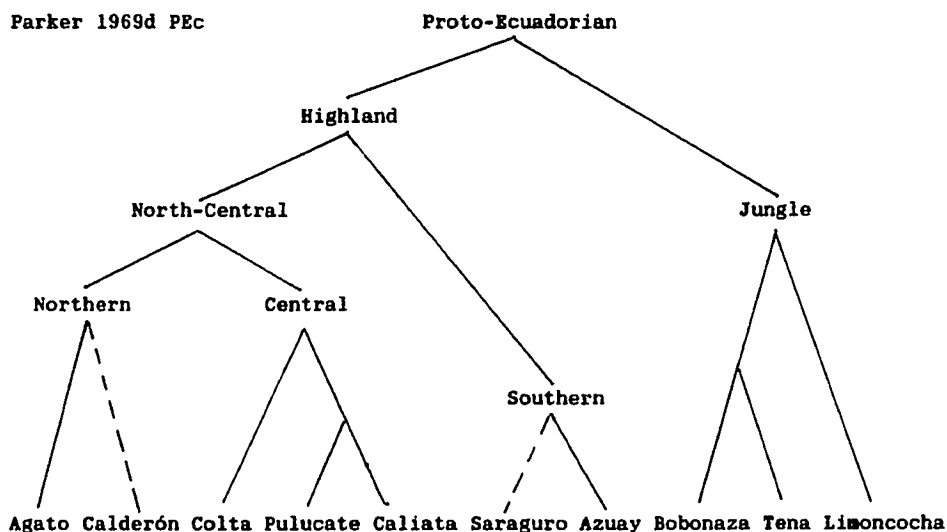 Parker 1969d PEc Proto-Ecuadorian
Highland
North-Central Jungle
Northern Central
Southern
Agato Calderón Colta Pulucate Caliata Saraguro Azuay Bobonaza Tena Limoncocha